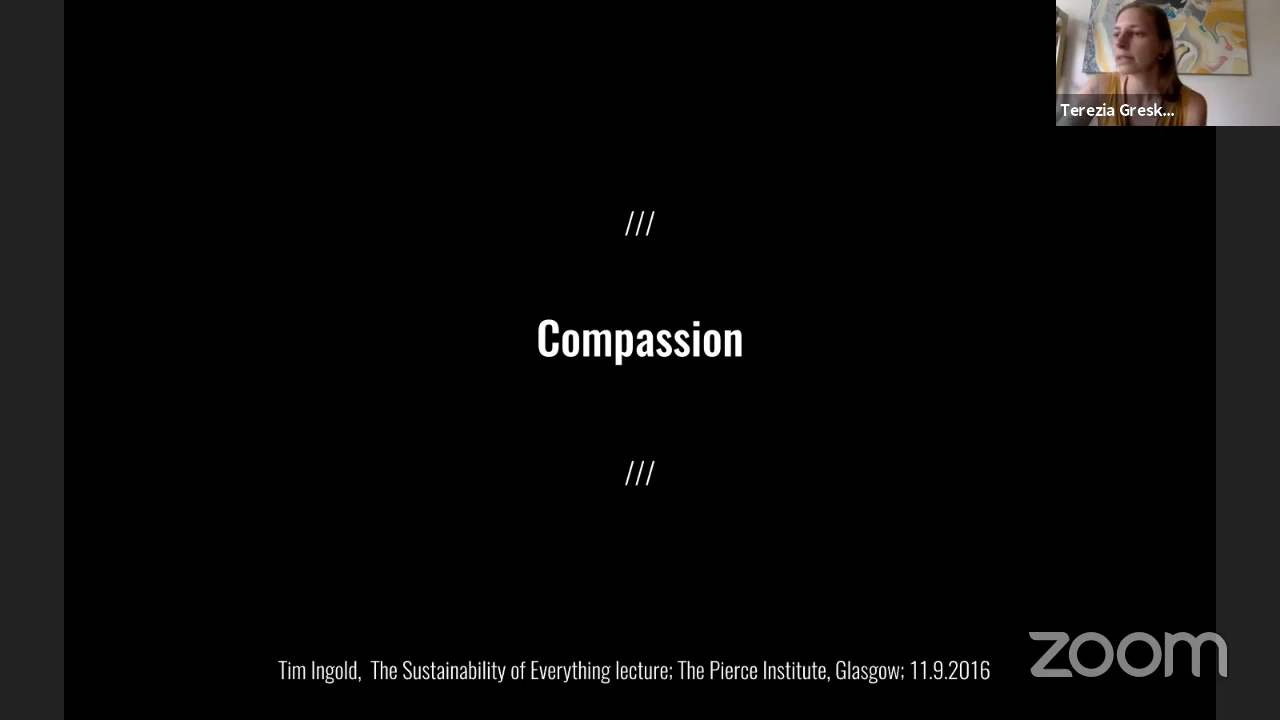 Terezia Gresk...
///
Compassion
///
Tim Ingold,  The Sustainability of Everything lecture; The Pierce Institute, Glasgow; 11.9.2016
zoom